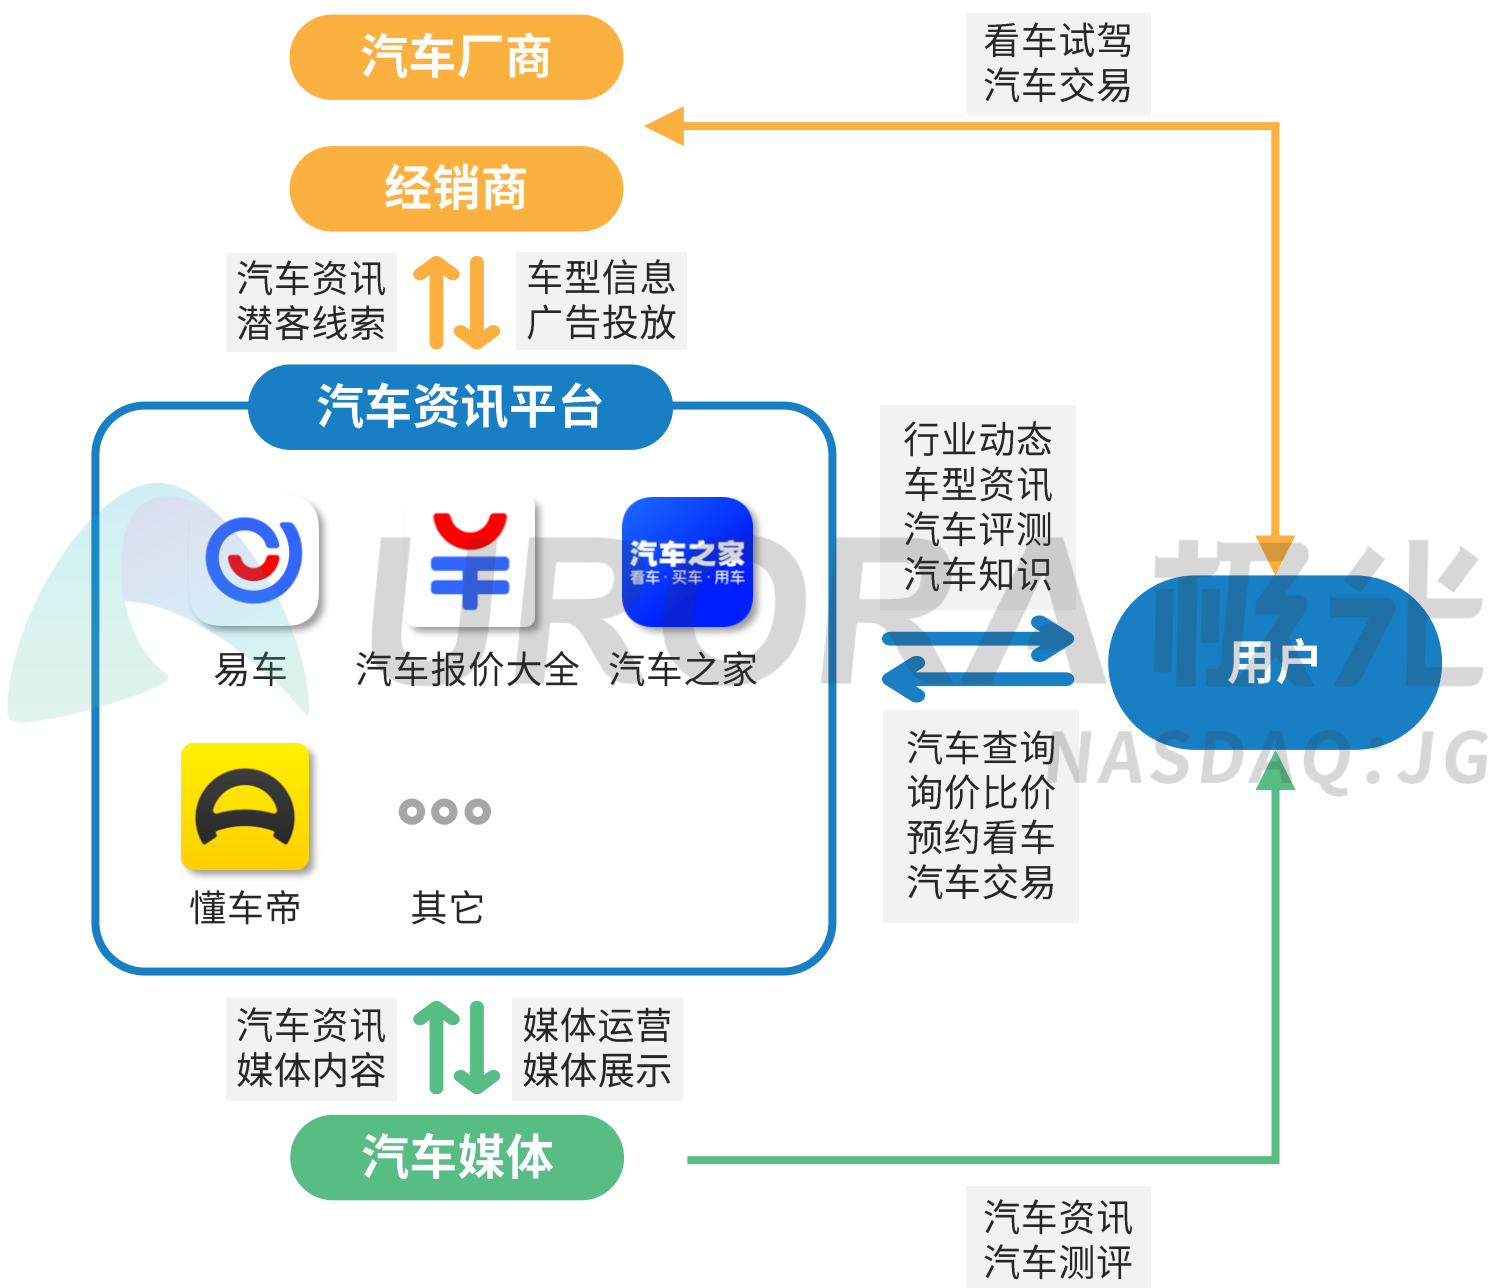 汽车厂商
看车试驾
汽车交易
经销商
汽车资讯
潜客线索
车型信息
广告投放
汽车资讯平台
行业动态
车型资讯
汽车评测
汽车知识
汽车之家
看车·买车·用车
易车
汽车报价大全
汽车之家
URORA 极光
用户
NASDAQ:JG
汽车查询
询价比价
预约看车
汽车交易
懂车帝
其它
汽车资讯
媒体内容
媒体运营
媒体展示
汽车媒体
汽车资讯
汽车测评